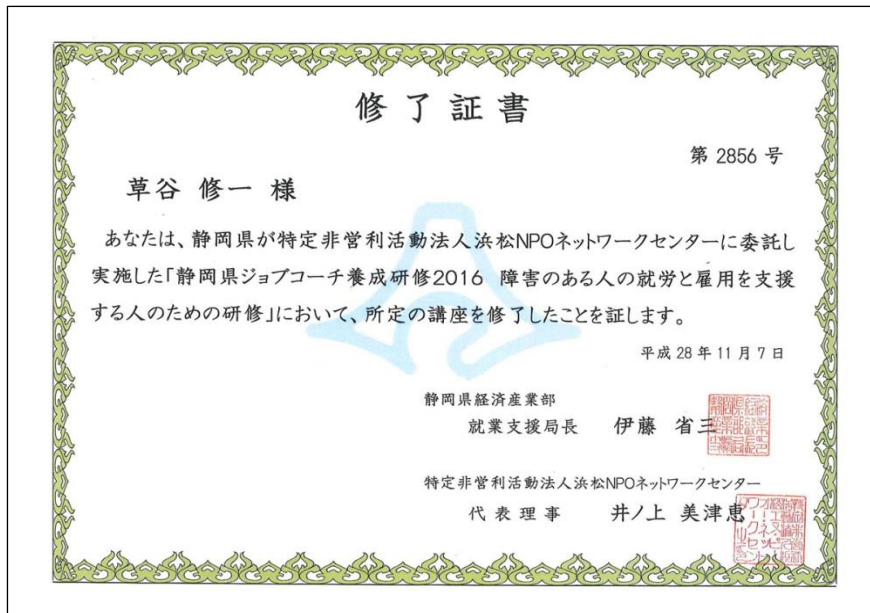 修了証書
第 2856 号
草谷 修一 様
あなたは、静岡県が特定非営利活動法人浜松NPOネットワークセンターに委託し
実施した「静岡県ジョブコーチ養成研修2016 障害のある人の就労と雇用を支援
する人のための研修」において、所定の講座を修了したことを証します。
平成 28 年 11 月 7 日
静岡県経済産業部
就業支援局長 伊藤 省三
特定非営利活動法人浜松NPOネットワークセンター
代表理事 井ノ上 美津恵